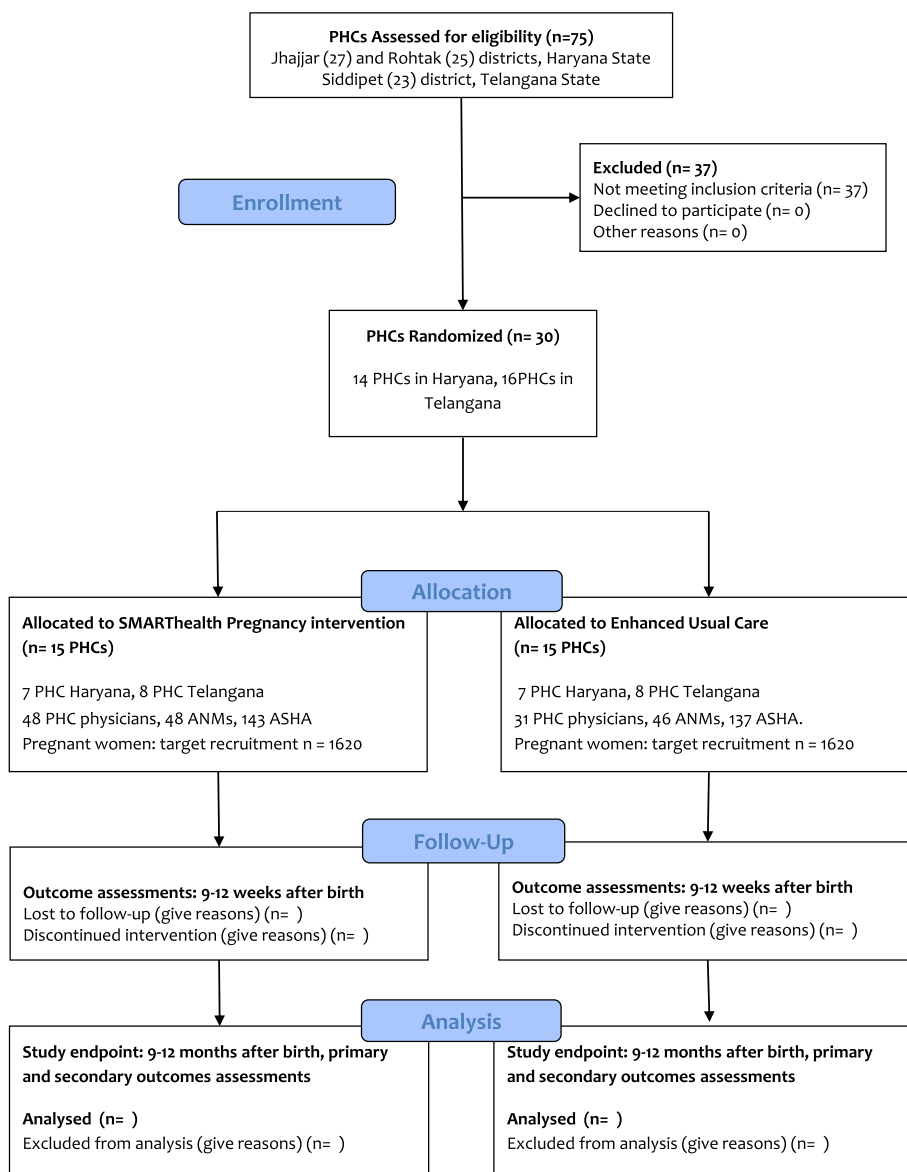 PHCs Assessed for eligibility (n=75)
Jhajjar (27) and Rohtak (25) districts, Haryana State
Siddipet (23) district, Telangana State
Excluded (n= 37)
Not meeting inclusion criteria (n= 37)
Declined to participate (n= 0)
Other reasons (n= 0)
Enrollment
PHCs Randomized (n= 30)
14 PHCs in Haryana, 16PHCs in
Telangana
Allocation
Allocated to SMARThealth Pregnancy intervention
(n= 15 PHCs)
7 PHC Haryana, 8 PHC Telangana
48 PHC physicians, 48 ANMs, 143 ASHA
Pregnant women: target recruitment n = 1620
Allocated to Enhanced Usual Care
(n= 15 PHCs)
7 PHC Haryana, 8 PHC Telangana
31 PHC physicians, 46 ANMs, 137 ASHA.
Pregnant women: target recruitment n = 1620
Follow-Up
Outcome assessments: 9-12 weeks after birth
Lost to follow-up (give reasons) (n=  )
Discontinued intervention (give reasons) (n=  )
Outcome assessments: 9-12 weeks after birth
Lost to follow-up (give reasons) (n=  )
Discontinued intervention (give reasons) (n=  )
Analysis
Study endpoint: 9-12 months after birth, primary
and secondary outcomes assessments
Analysed  (n=  )
Excluded from analysis (give reasons) (n=  )
Study endpoint: 9-12 months after birth, primary
and secondary outcomes assessments
Analysed  (n=  )
Excluded from analysis (give reasons) (n=  )